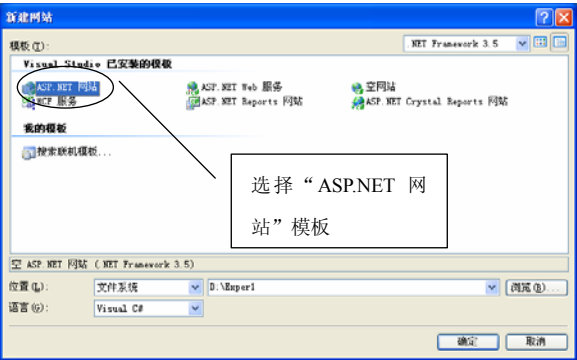 新建网站
模板(T):
.NET Framework 3.5
Visual Studio 已安装的模板
ASP.NET 网站
ASP.NET Web 服务
空网站
WCF 服务
ASP.NET Reports 网站
ASP.NET Crystal Reports 网站
我的模板
搜索联机模板...
选择“ASP.NET 网
站”模板
空 ASP.NET 网站 (.NET Framework 3.5)
位置(L):
文件系统
D:\Exper1
浏览(B)...
语言(G):
Visual C#
确定
取消